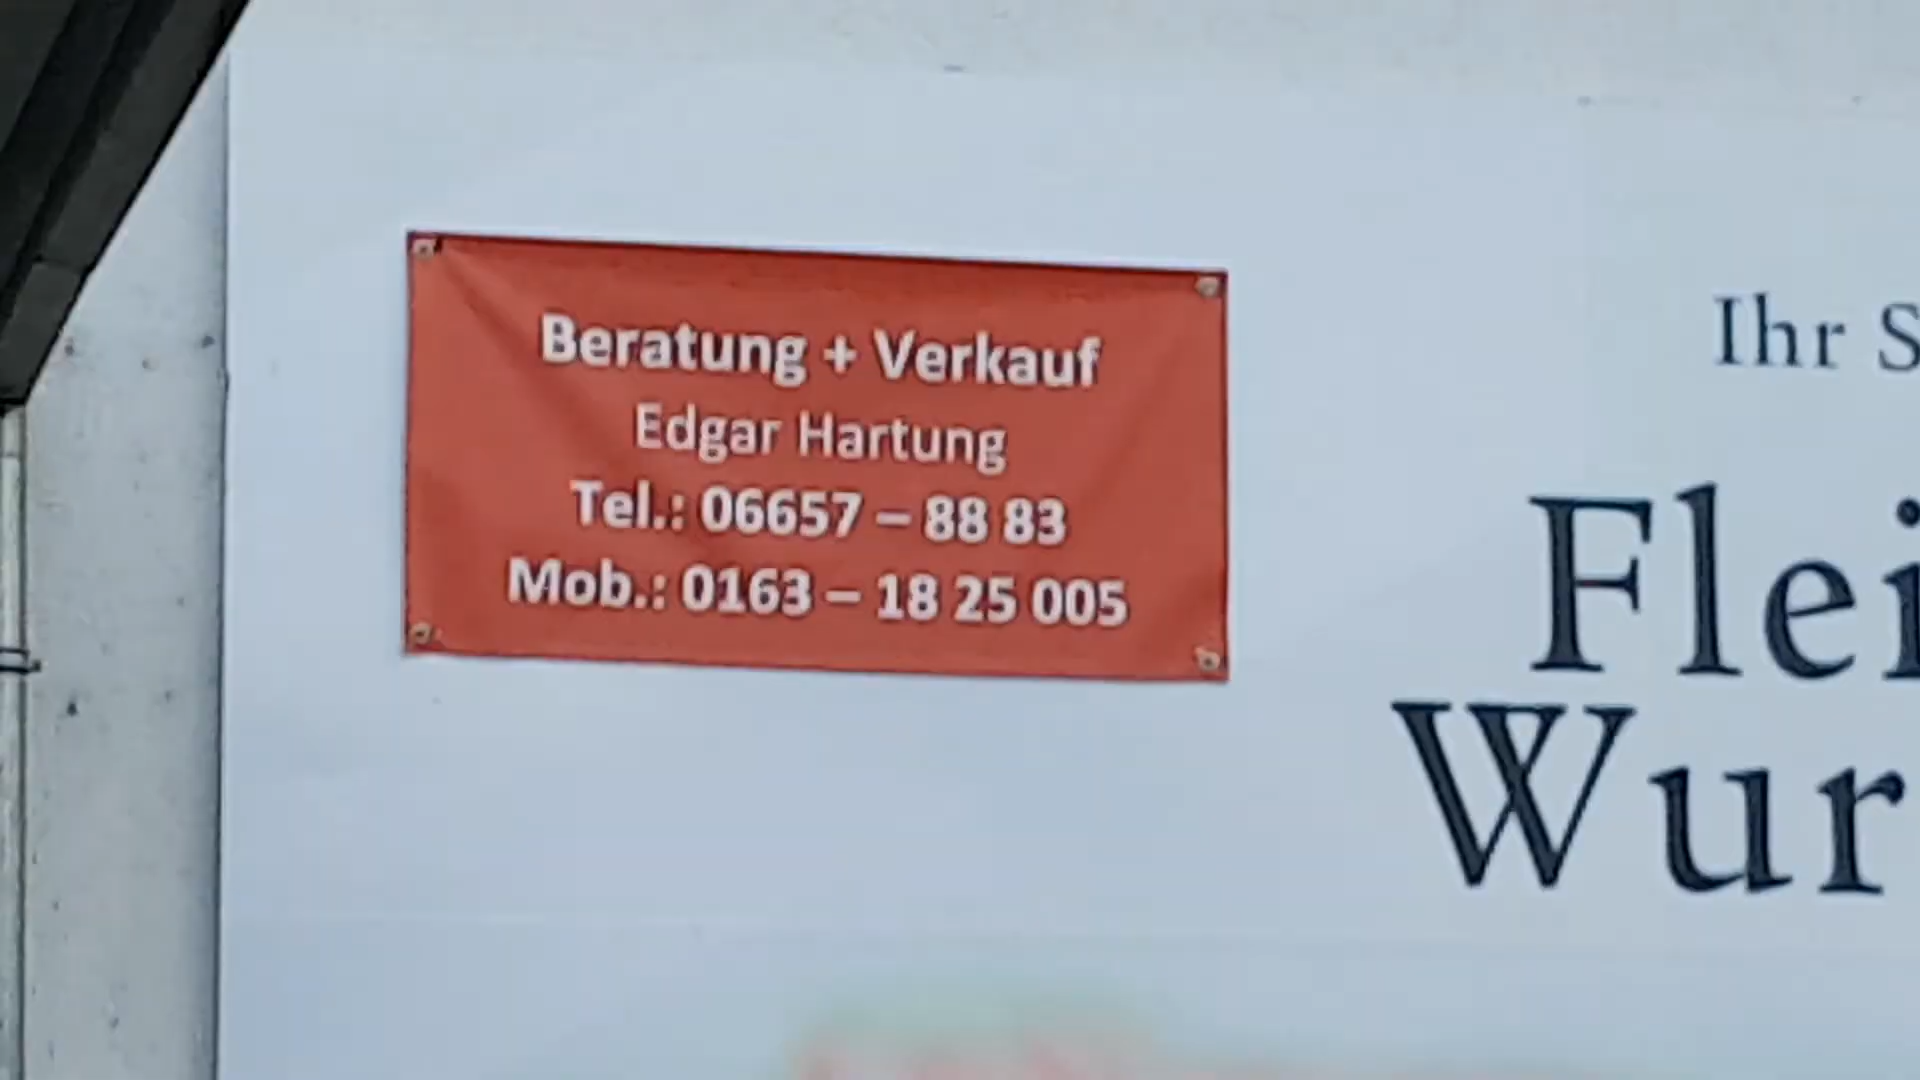 Beratung + Verkauf
Edgar Hartung
Tel.: 06657 – 88 83
Mob.: 0163 – 18 25 005
Ihr S
Flei
Wur